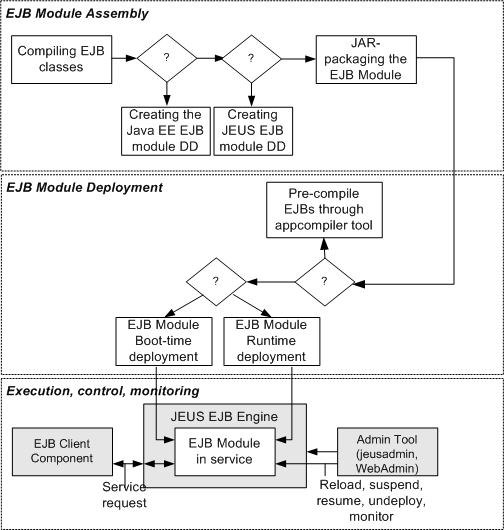 EJB Module Assembly
Compiling EJB
classes
?
?
JAR-
packaging the
EJB Module
Creating the
Java EE EJB
module DD
Creating
JEUS EJB
module DD
EJB Module Deployment
Pre-compile
EJBs through
appcompiler tool
?
?
EJB Module
Boot-time
deployment
EJB Module
Runtime
deployment
Execution, control, monitoring
JEUS EJB Engine
EJB Client
Component
EJB Module
in service
Admin Tool
(jeusadmin,
WebAdmin)
Service
request
Reload, suspend,
resume, undeploy,
monitor